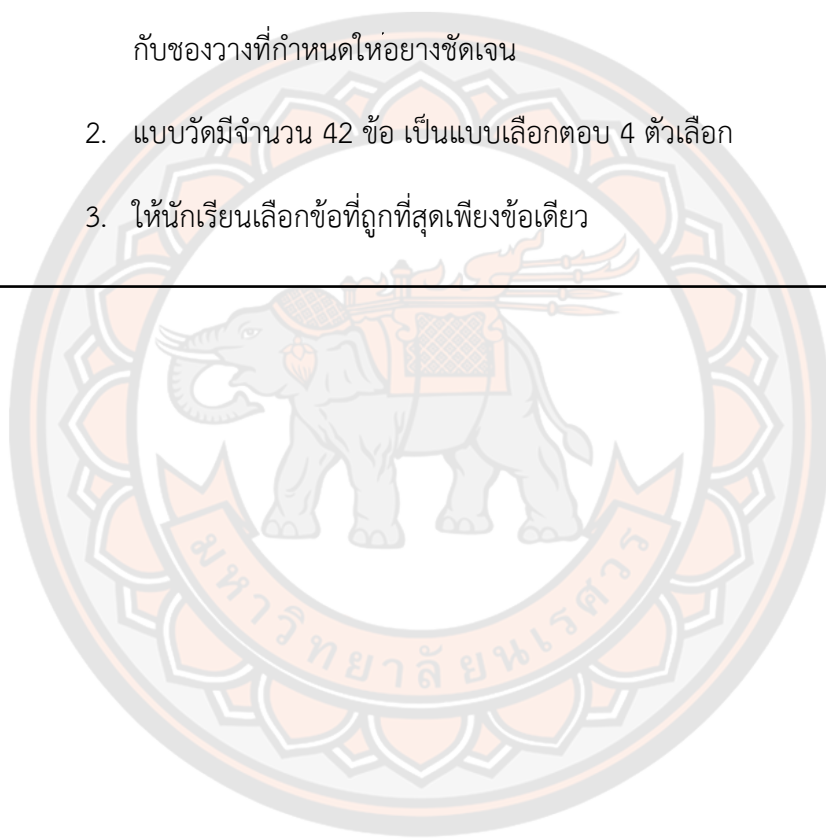 กับชองวางที่กำหนดให่อยางชัดเจน
2. แบบวัดมีจำนวน 42 ข้อ เป็นแบบเลือกตอบ 4 ตัวเลือก
3. ให้นักเรียนเลือกข้อที่ถูกที่สุดเพียงข้อเดียว
มหาวิทยาลัยนเรศวร